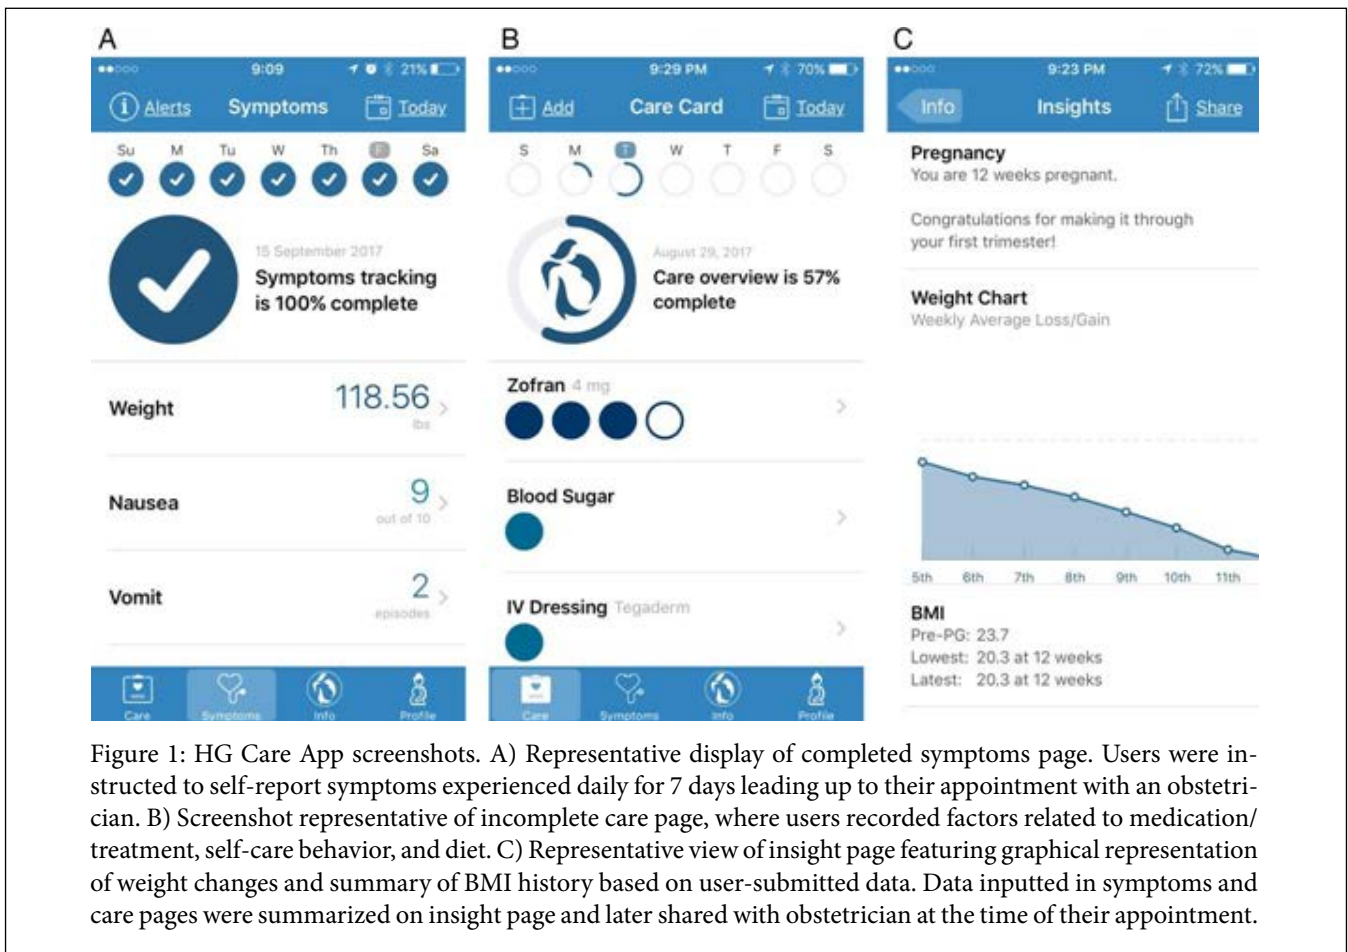 A
9:09
21%
Alerts
Symptoms
Today
Su M Tu W Th F Sa
15 September 2017
Symptoms tracking
is 100% complete
Weight
118.56
lbs
Nausea
9
out of 10
Vomit
2
episodes
Care Symptoms Info Profile
B
9:29 PM
70%
Add
Care Card
Today
S M T W T F S
August 29, 2017
Care overview is 57%
complete
Zofran 4 mg
Blood Sugar
IV Dressing Tegaderm
Care Symptoms Info Profile
C
9:23 PM
72%
Info
Insights
Share
Pregnancy
You are 12 weeks pregnant.
Congratulations for making it through
your first trimester!
Weight Chart
Weekly Average Loss/Gain
5th 6th 7th 8th 9th 10th 11th
BMI
Pre-PG: 23.7
Lowest: 20.3 at 12 weeks
Latest: 20.3 at 12 weeks
Figure 1: HG Care App screenshots. A) Representative display of completed symptoms page. Users were in-
structed to self-report symptoms experienced daily for 7 days leading up to their appointment with an obstetri-
cian. B) Screenshot representative of incomplete care page, where users recorded factors related to medication/
treatment, self-care behavior, and diet. C) Representative view of insight page featuring graphical representation
of weight changes and summary of BMI history based on user-submitted data. Data inputted in symptoms and
care pages were summarized on insight page and later shared with obstetrician at the time of their appointment.